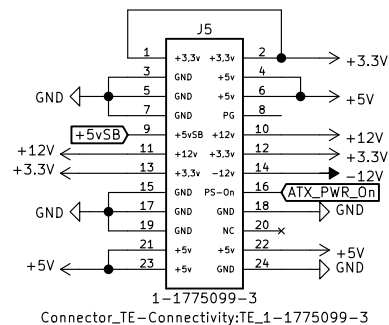 J5
1 +3.3v +3.3v 2 +3.3V
3 GND +5v 4
GND 5 GND +5v 6 +5V
7 GND PG 8
+5vSB 9 +5vSB +12v 10 +12V
+12V 11 +12v +3.3v 12 +3.3V
+3.3V 13 +3.3v -12v 14 -12V
15 GND PS-On 16 ATX_PWR_On
GND 17 GND GND 18 GND
19 GND NC 20
21 +5v +5v 22 +5V
+5V 23 +5v GND 24 GND
1-1775099-3
Connector_TE-Connectivity:TE_1-1775099-3